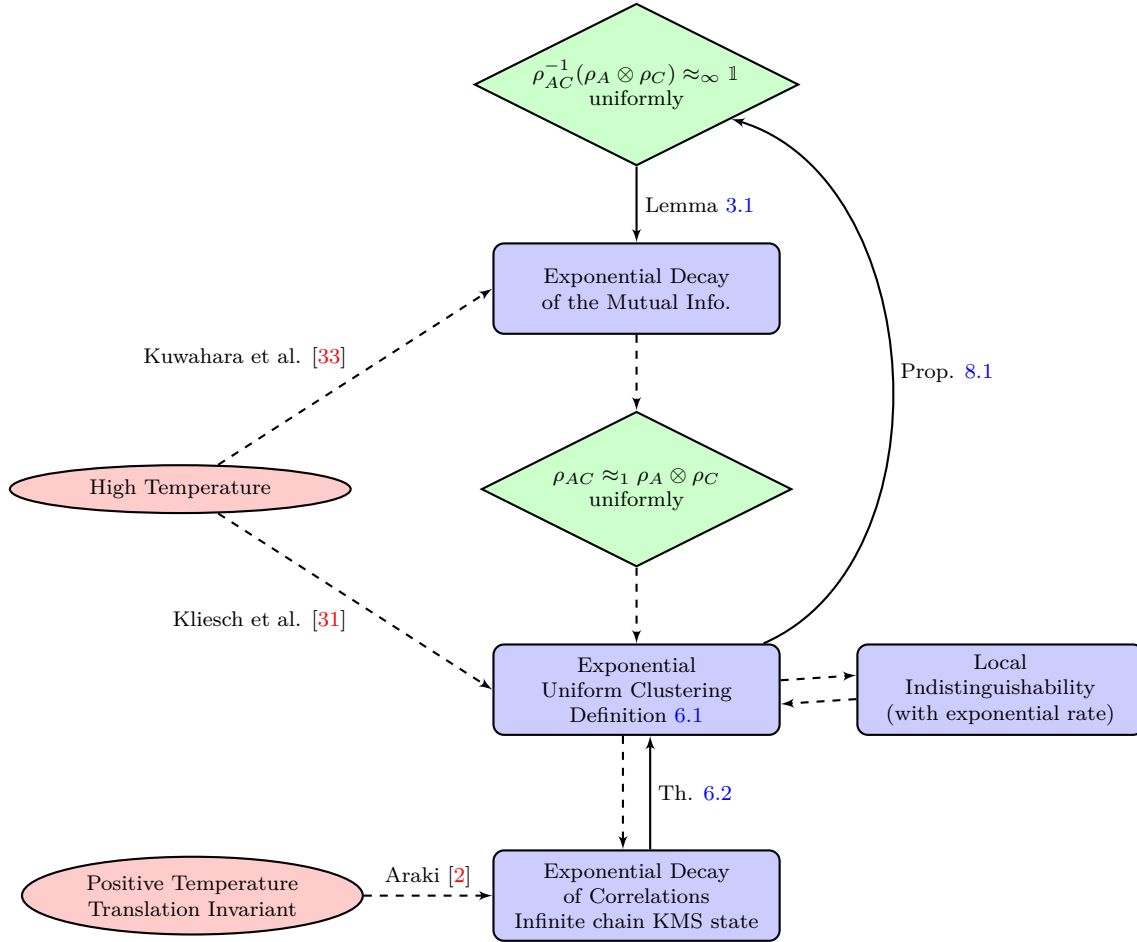 ρ_{AC}^{-1}(ρ_A ⊗ ρ_C) ≈_∞ 𝟙
uniformly
Lemma 3.1
Exponential Decay
of the Mutual Info.
Kuwahara et al. [33]
Prop. 8.1
High Temperature
ρ_{AC} ≈_1 ρ_A ⊗ ρ_C
uniformly
Kliesch et al. [31]
Exponential
Uniform Clustering
Definition 6.1
Local
Indistinguishability
(with exponential rate)
Th. 6.2
Positive Temperature
Translation Invariant
Araki [2]
Exponential Decay
of Correlations
Infinite chain KMS state